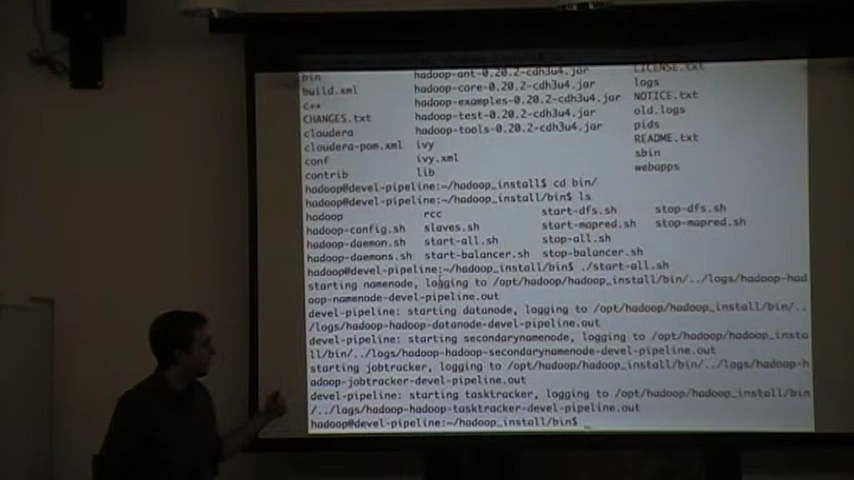 bin hadoop-ant-0.20.2-cdh3u4.jar LICENSE.txt
build.xml hadoop-core-0.20.2-cdh3u4.jar logs
c++ hadoop-examples-0.20.2-cdh3u4.jar NOTICE.txt
CHANGES.txt hadoop-test-0.20.2-cdh3u4.jar old.logs
cloudera hadoop-tools-0.20.2-cdh3u4.jar pids
cloudera-pom.xml ivy README.txt
conf ivy.xml sbin
contrib lib webapps
hadoop@devel-pipeline:~/hadoop_install$ cd bin/
hadoop@devel-pipeline:~/hadoop_install/bin$ ls
hadoop rcc start-dfs.sh stop-dfs.sh
hadoop-config.sh slaves.sh start-mapred.sh stop-mapred.sh
hadoop-daemon.sh start-all.sh stop-all.sh
hadoop-daemons.sh start-balancer.sh stop-balancer.sh
hadoop@devel-pipeline:~/hadoop_install/bin$ ./start-all.sh
starting namenode, logging to /opt/hadoop/hadoop_install/bin/../logs/hadoop-had
oop-namenode-devel-pipeline.out
devel-pipeline: starting datanode, logging to /opt/hadoop/hadoop_install/bin/..
/logs/hadoop-hadoop-datanode-devel-pipeline.out
devel-pipeline: starting secondarynamenode, logging to /opt/hadoop/hadoop_insta
ll/bin/../logs/hadoop-hadoop-secondarynamenode-devel-pipeline.out
starting jobtracker, logging to /opt/hadoop/hadoop_install/bin/../logs/hadoop-h
adoop-jobtracker-devel-pipeline.out
devel-pipeline: starting tasktracker, logging to /opt/hadoop/hadoop_install/bin
/../logs/hadoop-hadoop-tasktracker-devel-pipeline.out
hadoop@devel-pipeline:~/hadoop_install/bin$ _